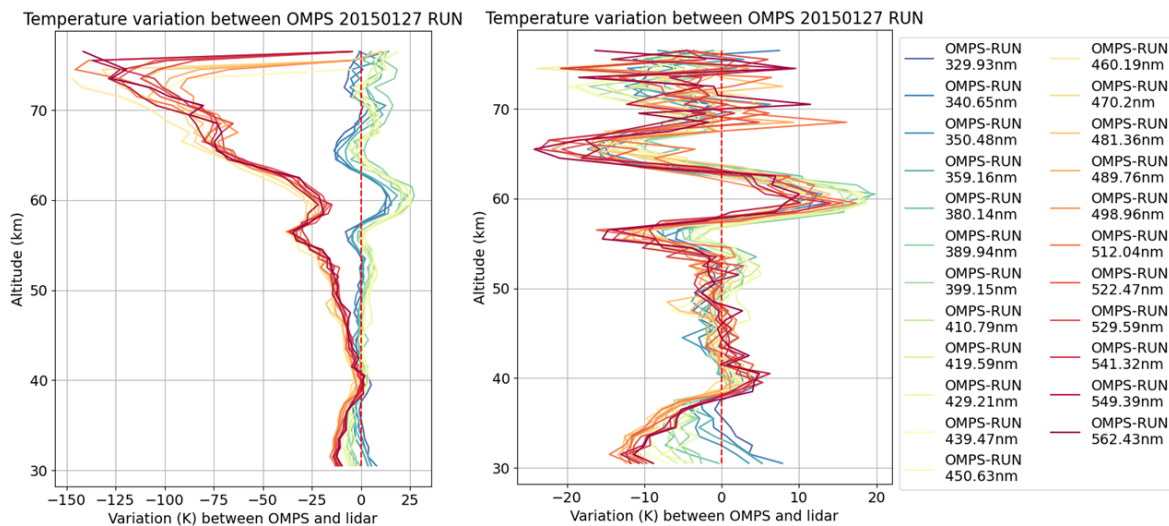 Temperature variation between OMPS 20150127 RUN
Altitude (km)
70
60
50
40
30
−150 −125 −100 −75 −50 −25 0 25
Variation (K) between OMPS and lidar
Temperature variation between OMPS 20150127 RUN
Altitude (km)
70
60
50
40
30
−20 −10 0 10 20
Variation (K) between OMPS and lidar
OMPS-RUN
329.93nm
OMPS-RUN
340.65nm
OMPS-RUN
350.48nm
OMPS-RUN
359.16nm
OMPS-RUN
380.14nm
OMPS-RUN
389.94nm
OMPS-RUN
399.15nm
OMPS-RUN
410.79nm
OMPS-RUN
419.59nm
OMPS-RUN
429.21nm
OMPS-RUN
439.47nm
OMPS-RUN
450.63nm
OMPS-RUN
460.19nm
OMPS-RUN
470.2nm
OMPS-RUN
481.36nm
OMPS-RUN
489.76nm
OMPS-RUN
498.96nm
OMPS-RUN
512.04nm
OMPS-RUN
522.47nm
OMPS-RUN
529.59nm
OMPS-RUN
541.32nm
OMPS-RUN
549.39nm
OMPS-RUN
562.43nm